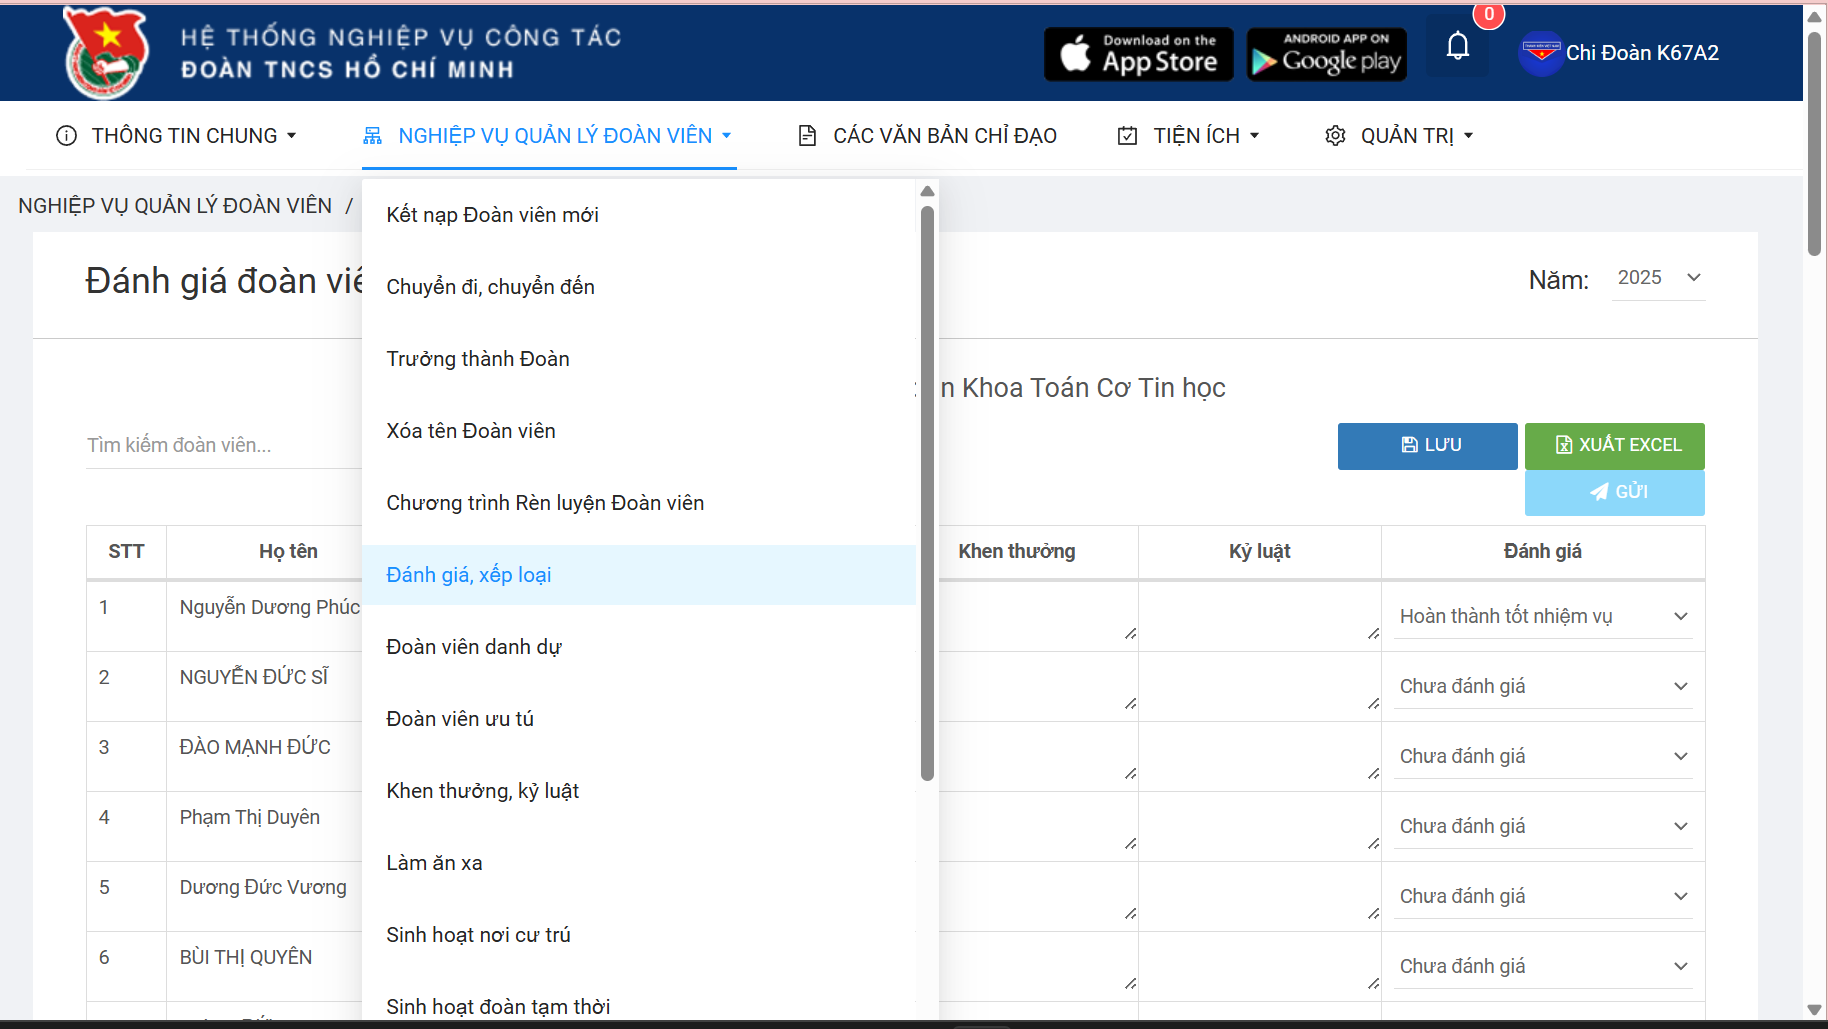 HỆ THỐNG NGHIỆP VỤ CÔNG TÁC
ĐOÀN TNCS HỒ CHÍ MINH
Download on the
App Store
ANDROID APP ON
Google play
0
Chi Đoàn K67A2
THÔNG TIN CHUNG
NGHIỆP VỤ QUẢN LÝ ĐOÀN VIÊN
CÁC VĂN BẢN CHỈ ĐẠO
TIỆN ÍCH
QUẢN TRỊ
NGHIỆP VỤ QUẢN LÝ ĐOÀN VIÊN /
Đánh giá đoàn viê
Năm: 2025
n Khoa Toán Cơ Tin học
Tìm kiếm đoàn viên...
LƯU
XUẤT EXCEL
GỬI
Kết nạp Đoàn viên mới
Chuyển đi, chuyển đến
Trưởng thành Đoàn
Xóa tên Đoàn viên
Chương trình Rèn luyện Đoàn viên
Đánh giá, xếp loại
Đoàn viên danh dự
Đoàn viên ưu tú
Khen thưởng, kỷ luật
Làm ăn xa
Sinh hoạt nơi cư trú
Sinh hoạt đoàn tạm thời
STT Họ tên Khen thưởng Kỷ luật Đánh giá
1 Nguyễn Dương Phúc Hoàn thành tốt nhiệm vụ
2 NGUYỄN ĐỨC SĨ Chưa đánh giá
3 ĐÀO MẠNH ĐỨC Chưa đánh giá
4 Phạm Thị Duyên Chưa đánh giá
5 Dương Đức Vương Chưa đánh giá
6 BÙI THỊ QUYÊN Chưa đánh giá